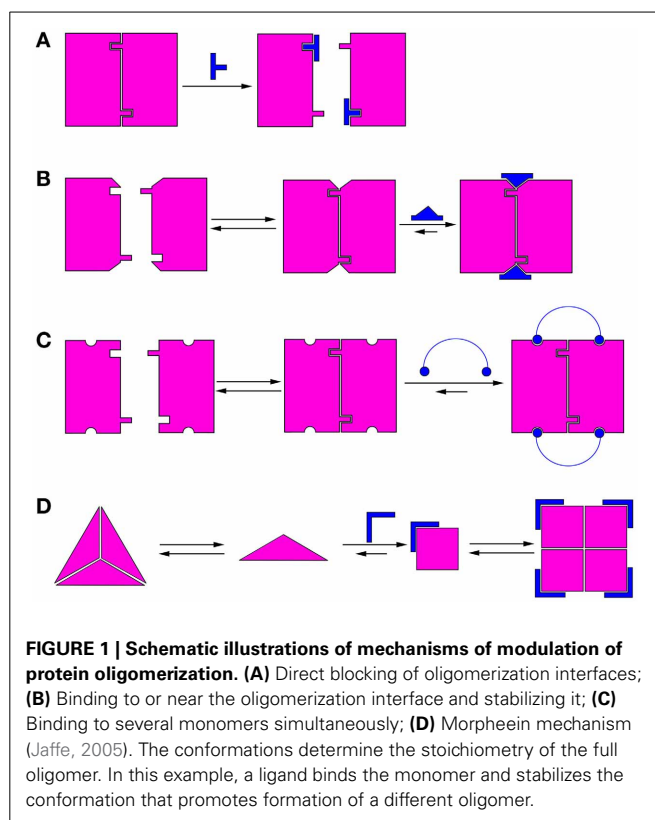 A
B
C
D
FIGURE 1 | Schematic illustrations of mechanisms of modulation of
protein oligomerization. (A) Direct blocking of oligomerization interfaces;
(B) Binding to or near the oligomerization interface and stabilizing it; (C)
Binding to several monomers simultaneously; (D) Morpheein mechanism
(Jaffe, 2005). The conformations determine the stoichiometry of the full
oligomer. In this example, a ligand binds the monomer and stabilizes the
conformation that promotes formation of a different oligomer.